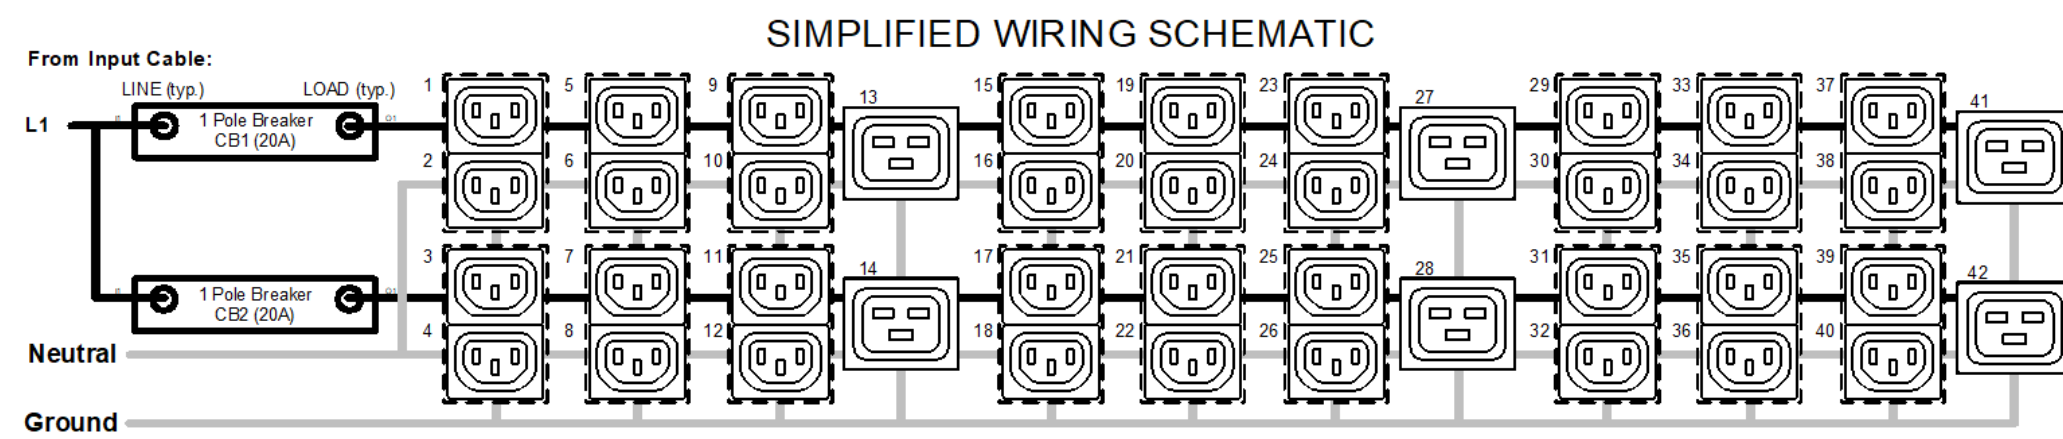 SIMPLIFIED WIRING SCHEMATIC
From Input Cable:
LINE (typ.) LOAD (typ.)
L1
1 Pole Breaker
CB1 (20A)
1 5 9 13 15 19 23 27 29 33 37 41
2 6 10 16 20 24 30 34 38
3 7 11 14 17 21 25 28 31 35 39 42
1 Pole Breaker
CB2 (20A)
4 8 12 18 22 26 32 36 40
Neutral
Ground